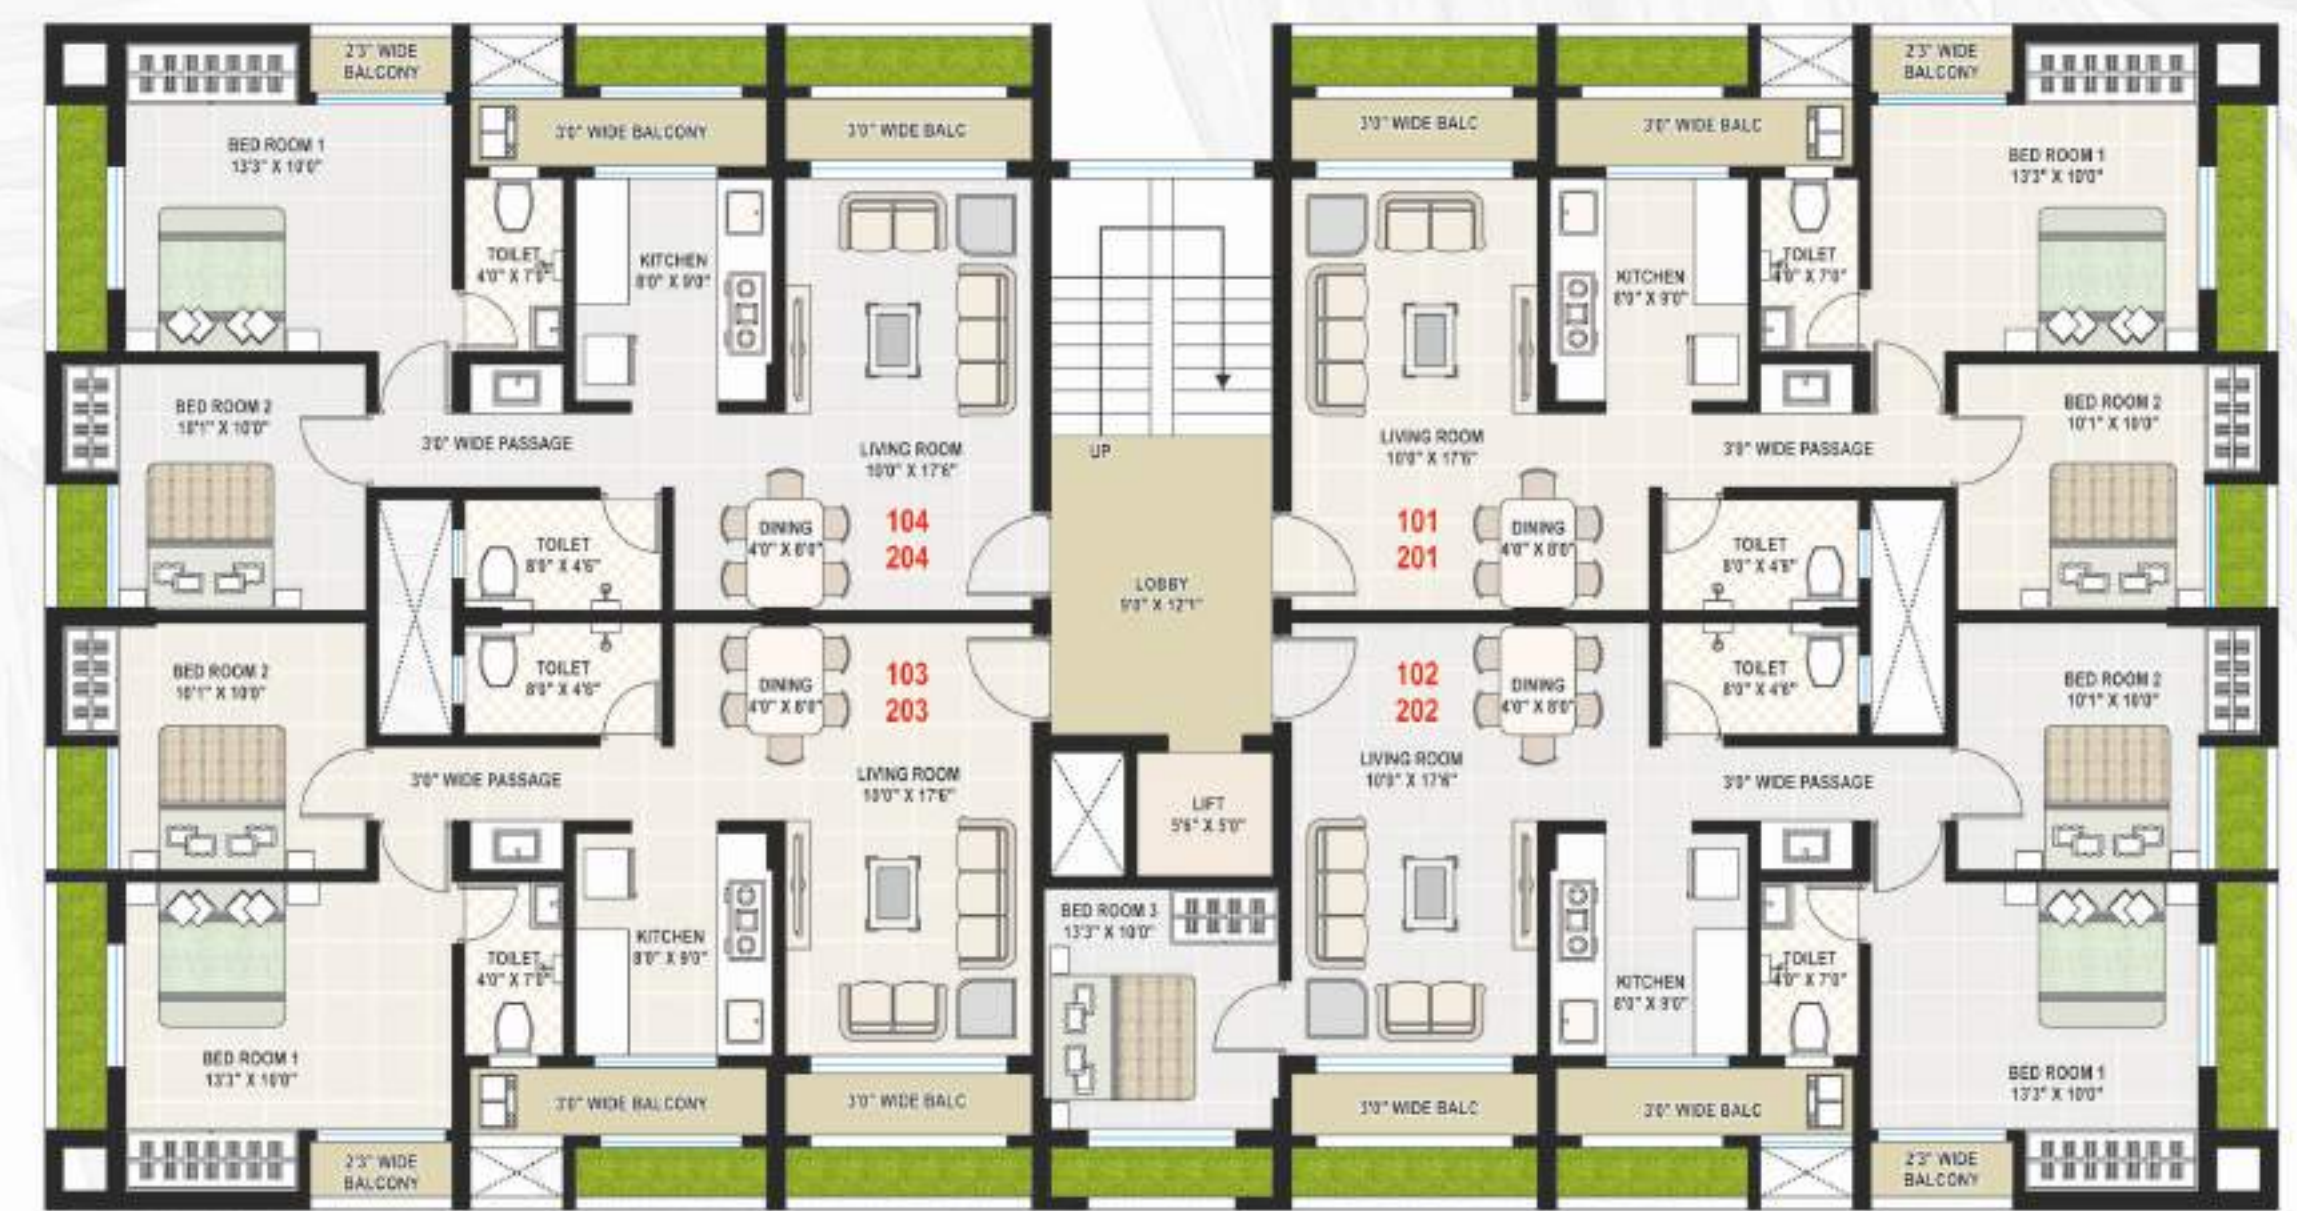 2'3" WIDE
BALCONY
3'0" WIDE BALCONY
3'0" WIDE BALC
BED ROOM 1
13'3" X 10'0"
TOILET
4'0" X 7'0"
KITCHEN
8'0" X 9'0"
BED ROOM 2
10'1" X 10'0"
3'0" WIDE PASSAGE
LIVING ROOM
10'0" X 17'6"
TOILET
8'0" X 4'6"
DINING
4'0" X 8'0"
104
204
UP
LOBBY
9'0" X 12'1"
3'0" WIDE BALC
3'0" WIDE BALC
2'3" WIDE
BALCONY
BED ROOM 1
13'3" X 10'0"
KITCHEN
8'0" X 9'0"
TOILET
4'0" X 7'0"
LIVING ROOM
10'0" X 17'6"
3'0" WIDE PASSAGE
BED ROOM 2
10'1" X 10'0"
101
201
DINING
4'0" X 8'0"
TOILET
8'0" X 4'6"
BED ROOM 2
10'1" X 10'0"
TOILET
8'0" X 4'6"
DINING
4'0" X 8'0"
103
203
3'0" WIDE PASSAGE
LIVING ROOM
10'0" X 17'6"
TOILET
4'0" X 7'0"
KITCHEN
8'0" X 9'0"
BED ROOM 1
13'3" X 10'0"
3'0" WIDE BALCONY
3'0" WIDE BALC
2'3" WIDE
BALCONY
LIFT
5'6" X 5'0"
BED ROOM 3
13'3" X 10'0"
102
202
DINING
4'0" X 8'0"
TOILET
8'0" X 4'6"
BED ROOM 2
10'1" X 10'0"
LIVING ROOM
10'0" X 17'6"
3'0" WIDE PASSAGE
KITCHEN
8'0" X 9'0"
TOILET
4'0" X 7'0"
BED ROOM 1
13'3" X 10'0"
3'0" WIDE BALC
3'0" WIDE BALC
2'3" WIDE
BALCONY